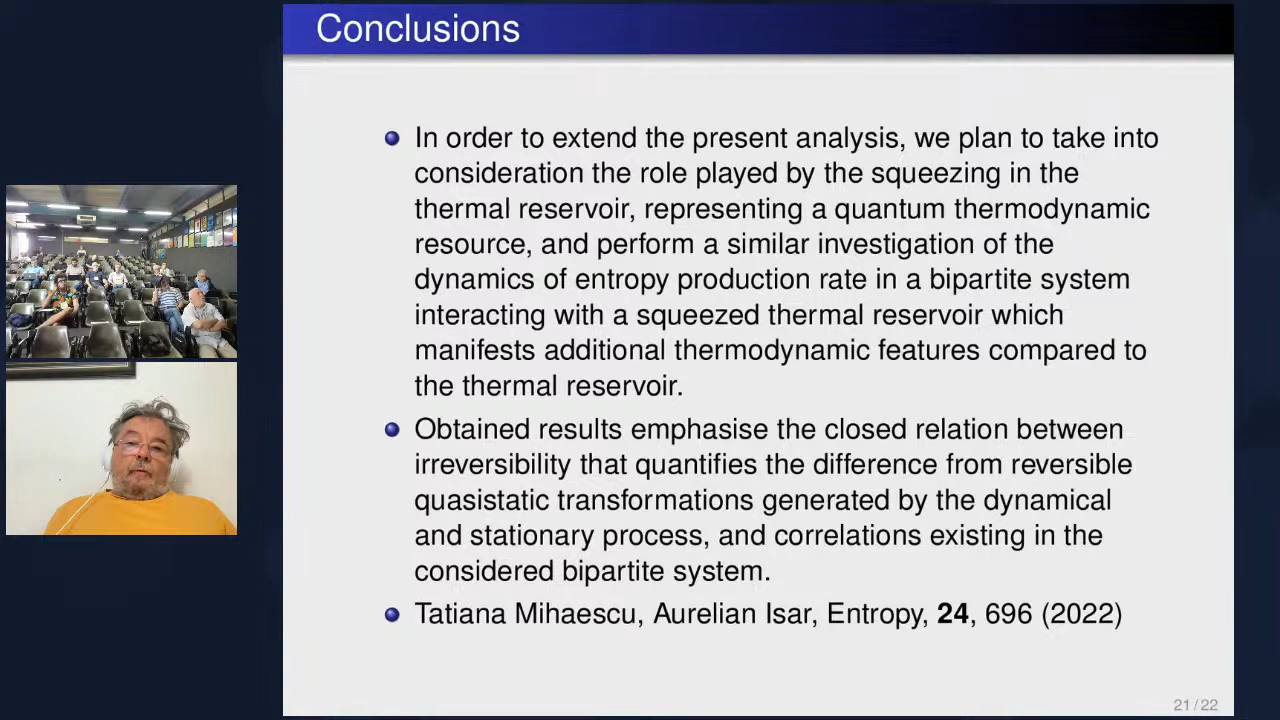 Conclusions
In order to extend the present analysis, we plan to take into
consideration the role played by the squeezing in the
thermal reservoir, representing a quantum thermodynamic
resource, and perform a similar investigation of the
dynamics of entropy production rate in a bipartite system
interacting with a squeezed thermal reservoir which
manifests additional thermodynamic features compared to
the thermal reservoir.
Obtained results emphasise the closed relation between
irreversibility that quantifies the difference from reversible
quasistatic transformations generated by the dynamical
and stationary process, and correlations existing in the
considered bipartite system.
Tatiana Mihaescu, Aurelian Isar, Entropy, 24, 696 (2022)
21 / 22